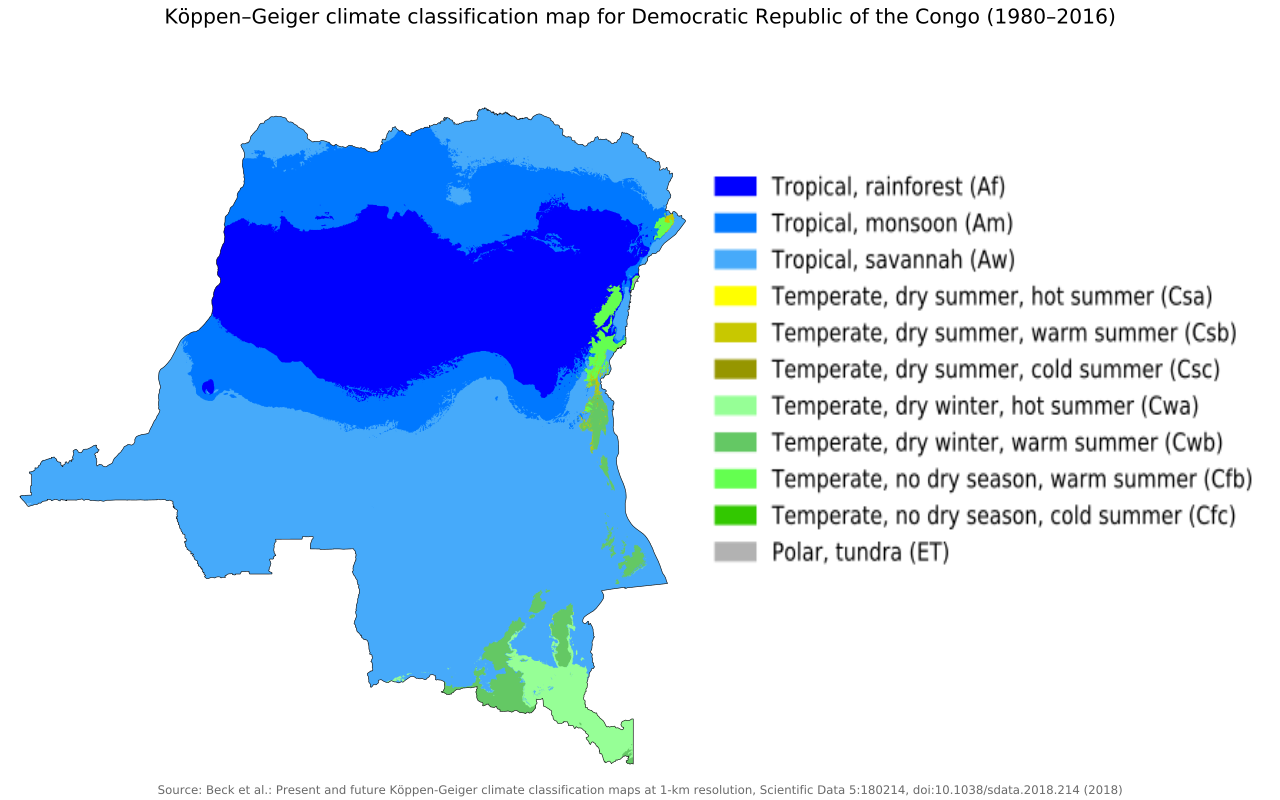 Köppen–Geiger climate classification map for Democratic Republic of the Congo (1980–2016)
Tropical, rainforest (Af)
Tropical, monsoon (Am)
Tropical, savannah (Aw)
Temperate, dry summer, hot summer (Csa)
Temperate, dry summer, warm summer (Csb)
Temperate, dry summer, cold summer (Csc)
Temperate, dry winter, hot summer (Cwa)
Temperate, dry winter, warm summer (Cwb)
Temperate, no dry season, warm summer (Cfb)
Temperate, no dry season, cold summer (Cfc)
Polar, tundra (ET)
Source: Beck et al.: Present and future Köppen-Geiger climate classification maps at 1-km resolution, Scientific Data 5:180214, doi:10.1038/sdata.2018.214 (2018)